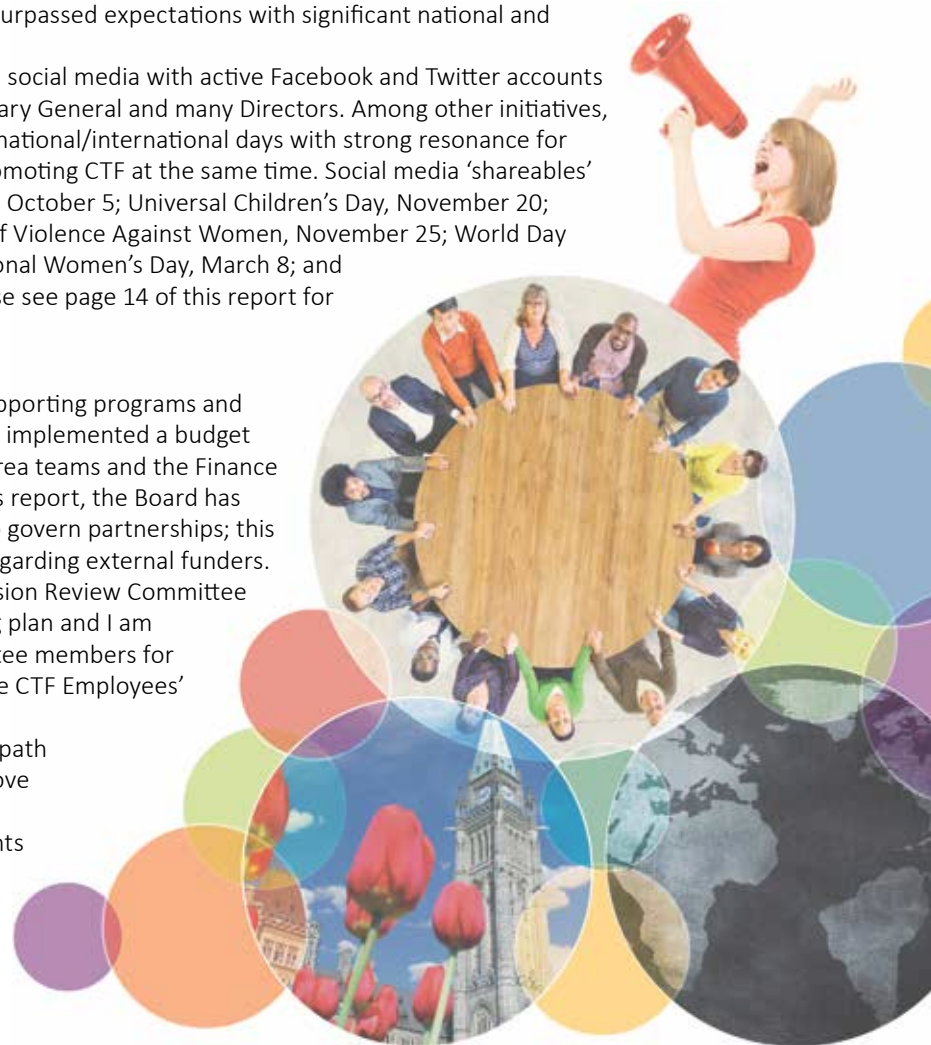 urpassed expectations with significant national and
social media with active Facebook and Twitter accounts
ary General and many Directors. Among other initiatives,
national/international days with strong resonance for
omoting CTF at the same time. Social media ‘shareables’
October 5; Universal Children’s Day, November 20;
f Violence Against Women, November 25; World Day
onal Women’s Day, March 8; and
se see page 14 of this report for
pporting programs and
implemented a budget
rea teams and the Finance
s report, the Board has
o govern partnerships; this
egarding external funders.
sion Review Committee
g plan and I am
tee members for
e CTF Employees’
path
ove
nts